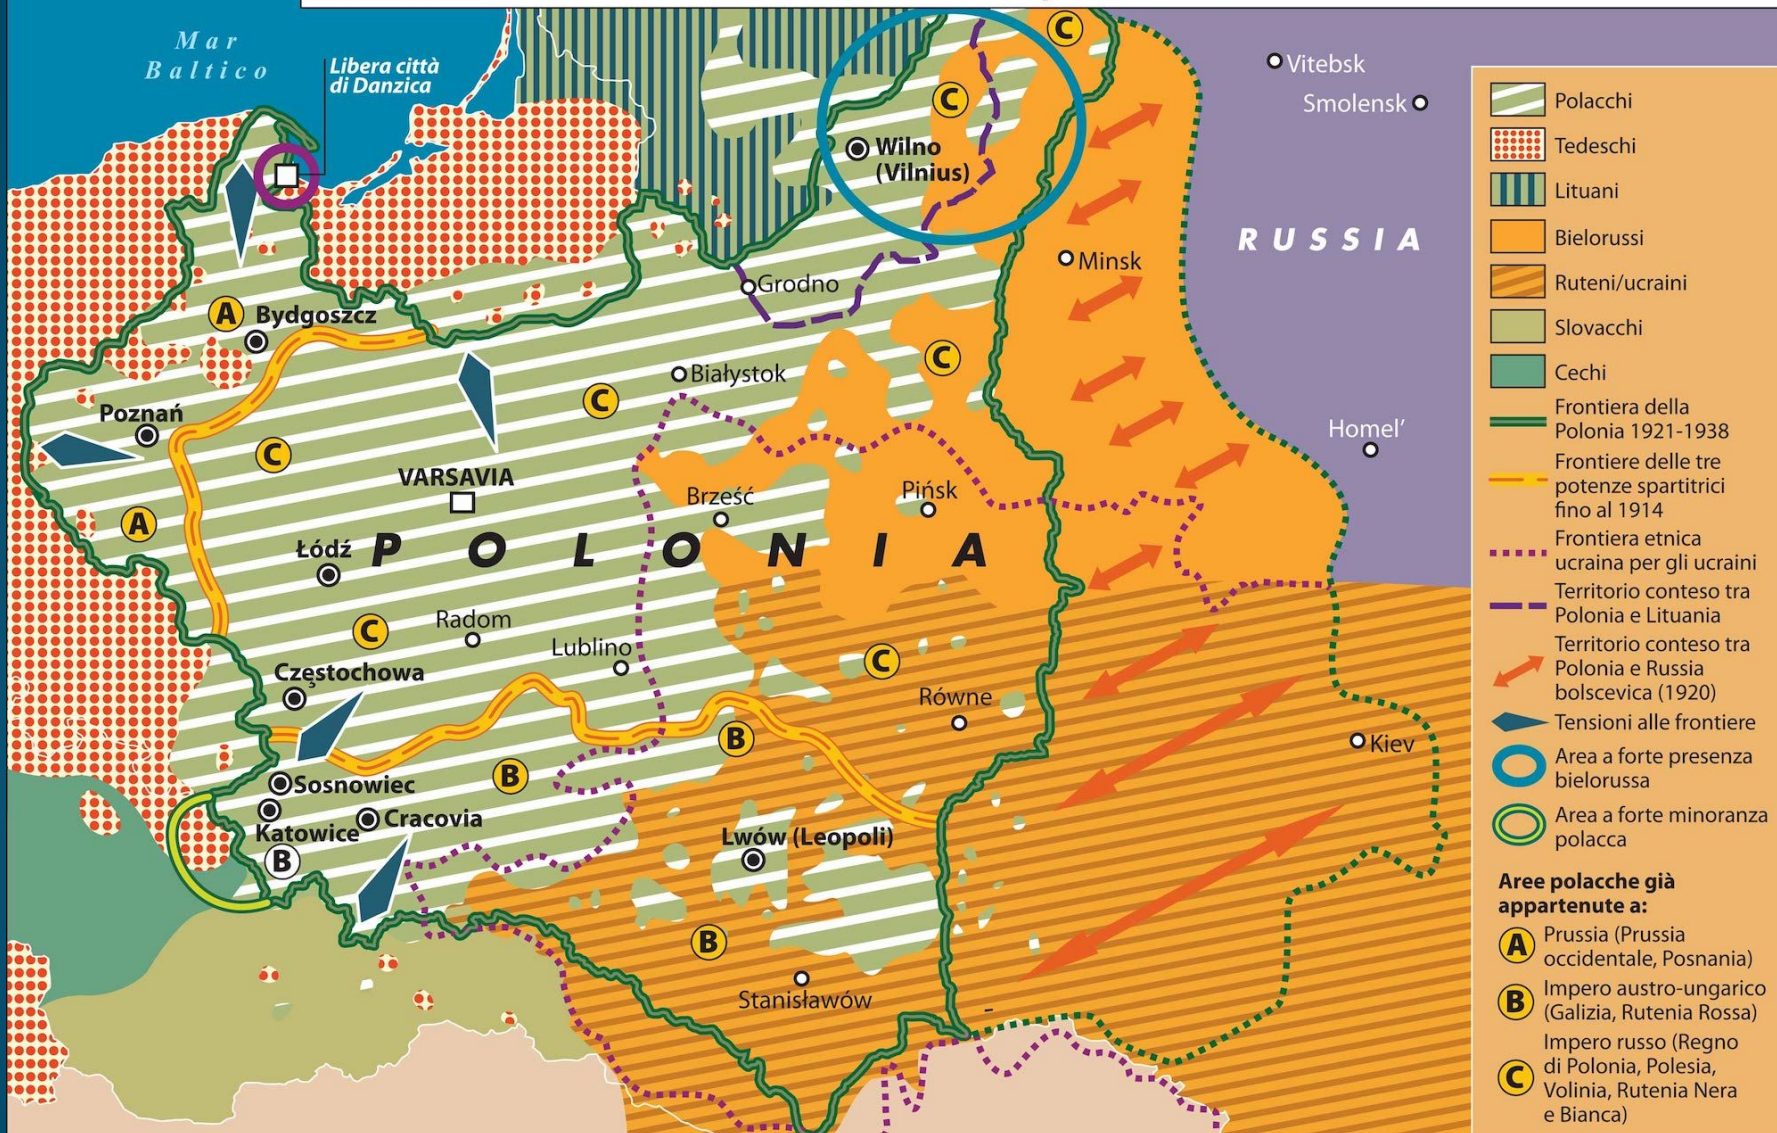 Mar
Baltico
Libera città
di Danzica
C
Vitebsk
Smolensk
C
Wilno
(Vilnius)
RUSSIA
Minsk
Grodno
A
Bydgoszcz
C
Białystok
C
Poznań
Homel'
C
VARSAVIA
Brześć
Pińsk
A
Łódź
POLONIA
C
Radom
Lublino
C
Częstochowa
Równe
B
Kiev
B
Sosnowiec
Katowice
Cracovia
B
Lwów (Leopoli)
B
Stanisławów
Polacchi
Tedeschi
Lituani
Bielorussi
Ruteni/ucraini
Slovacchi
Cechi
Frontiera della
Polonia 1921-1938
Frontiere delle tre
potenze spartitrici
fino al 1914
Frontiera etnica
ucraina per gli ucraini
Territorio conteso tra
Polonia e Lituania
Territorio conteso tra
Polonia e Russia
bolscevica (1920)
Tensioni alle frontiere
Area a forte presenza
bielorussa
Area a forte minoranza
polacca
Aree polacche già
appartenute a:
A Prussia (Prussia
occidentale, Posnania)
B Impero austro-ungarico
(Galizia, Rutenia Rossa)
C Impero russo (Regno
di Polonia, Polesia,
Volinia, Rutenia Nera
e Bianca)